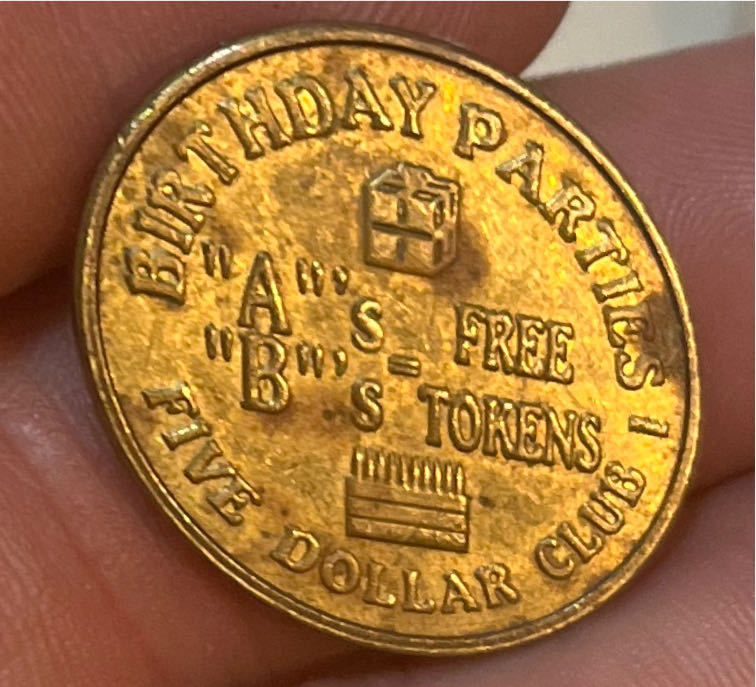 BIRTHDAY PARTIES!
"A"'S = FREE
"B"'S TOKENS
FIVE DOLLAR CLUB